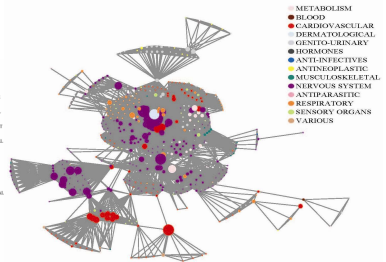 METABOLISM
BLOOD
CARDIOVASCULAR
DERMATOLOGICAL
GENITO-URINARY
HORMONES
ANTI-INFECTIVES
ANTINEOPLASTIC
MUSCULOSKELETAL
NERVOUS SYSTEM
ANTIPARASITIC
RESPIRATORY
SENSORY ORGANS
VARIOUS